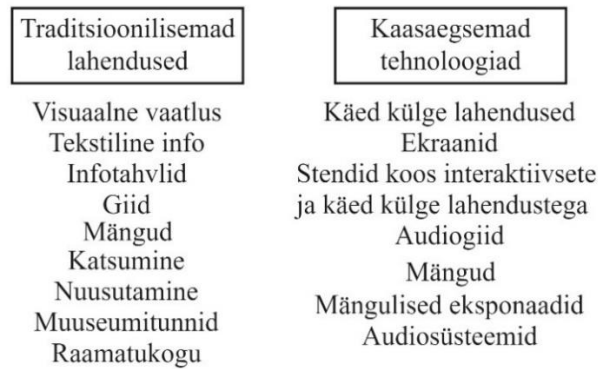 Traditsioonilisemad
lahendused
Visuaalne vaatlus
Tekstiline info
Infotahvlid
Giid
Mängud
Katsumine
Nuusutamine
Muuseumitunnid
Raamatukogu
Kaasaegsemad
tehnoloogiad
Käed külge lahendused
Ekraanid
Stendid koos interaktiivsete
ja käed külge lahendustega
Audiogiid
Mängud
Mängulised eksponaadid
Audiosüsteemid